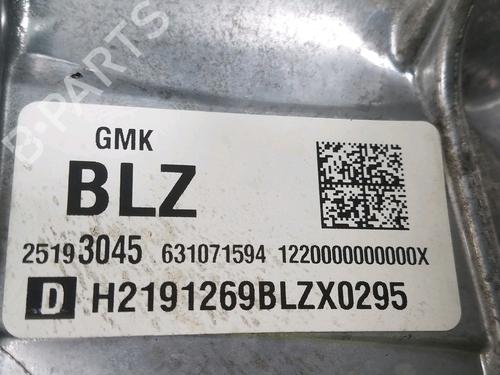 B-PARTS
GMK
BLZ
25193045 631071594 1220000000000X
D H2191269BLZX0295